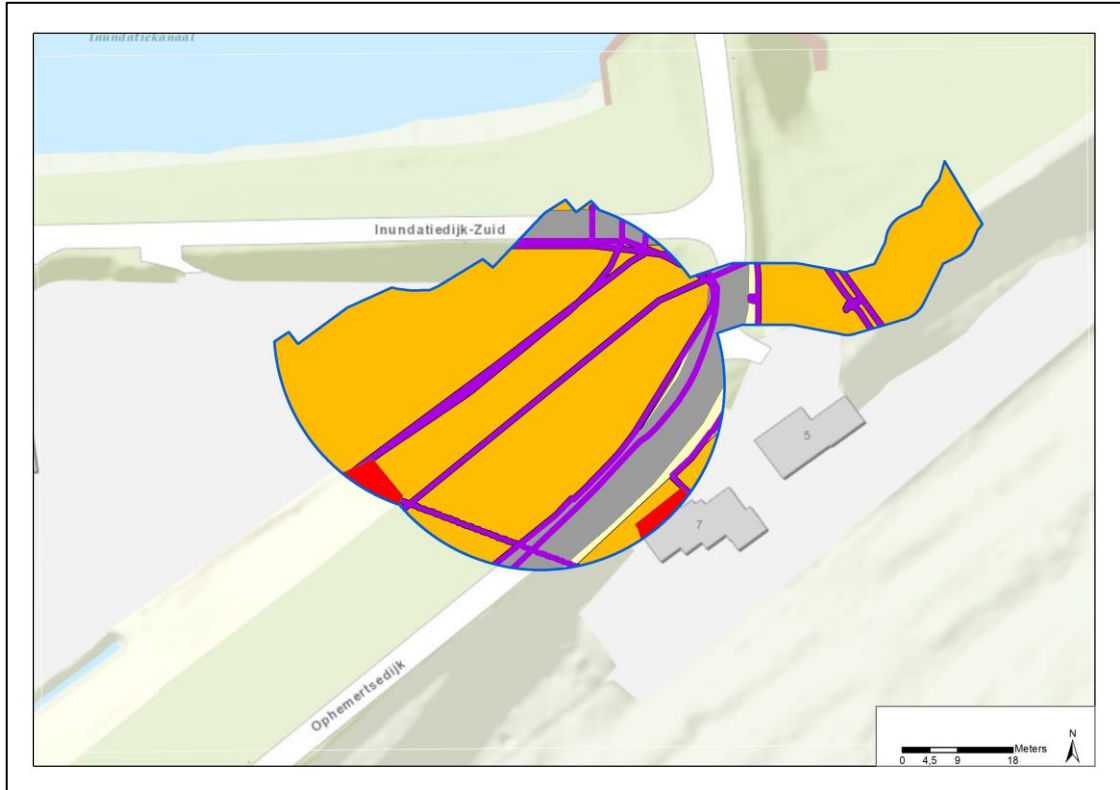 Inundatiekanaal
Inundatiedijk-Zuid
5
7
Ophemertsedijk
N
Meters
0 4,5 9 18